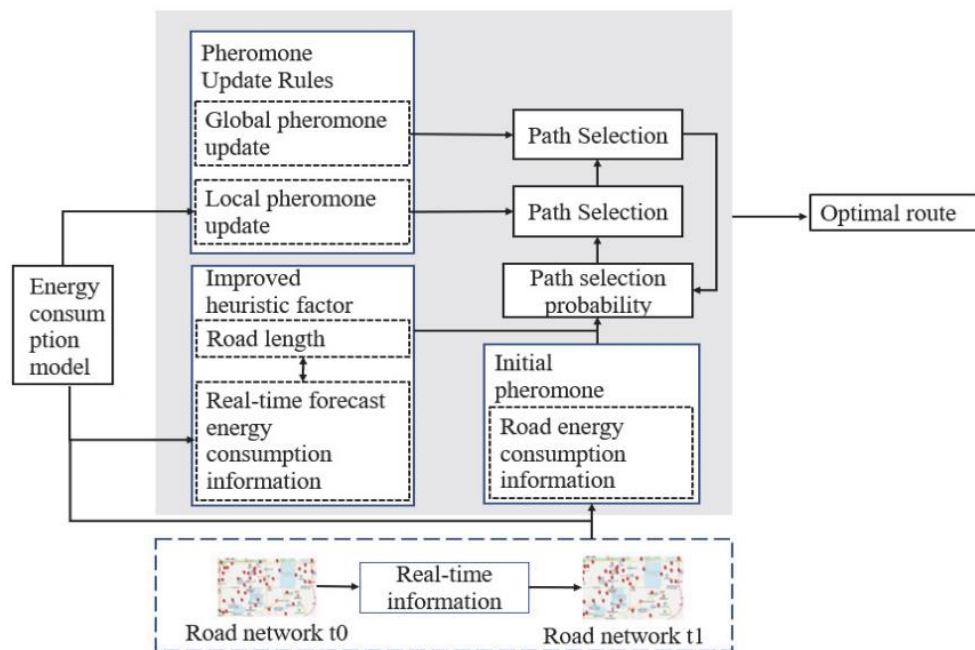 Pheromone
Update Rules
Global pheromone
update
Local pheromone
update
Path Selection
Path Selection
Path selection
probability
Optimal route
Energy
consum
ption
model
Improved
heuristic factor
Road length
Real-time forecast
energy
consumption
information
Initial
pheromone
Road energy
consumption
information
Real-time
information
Road network t0
Road network t1